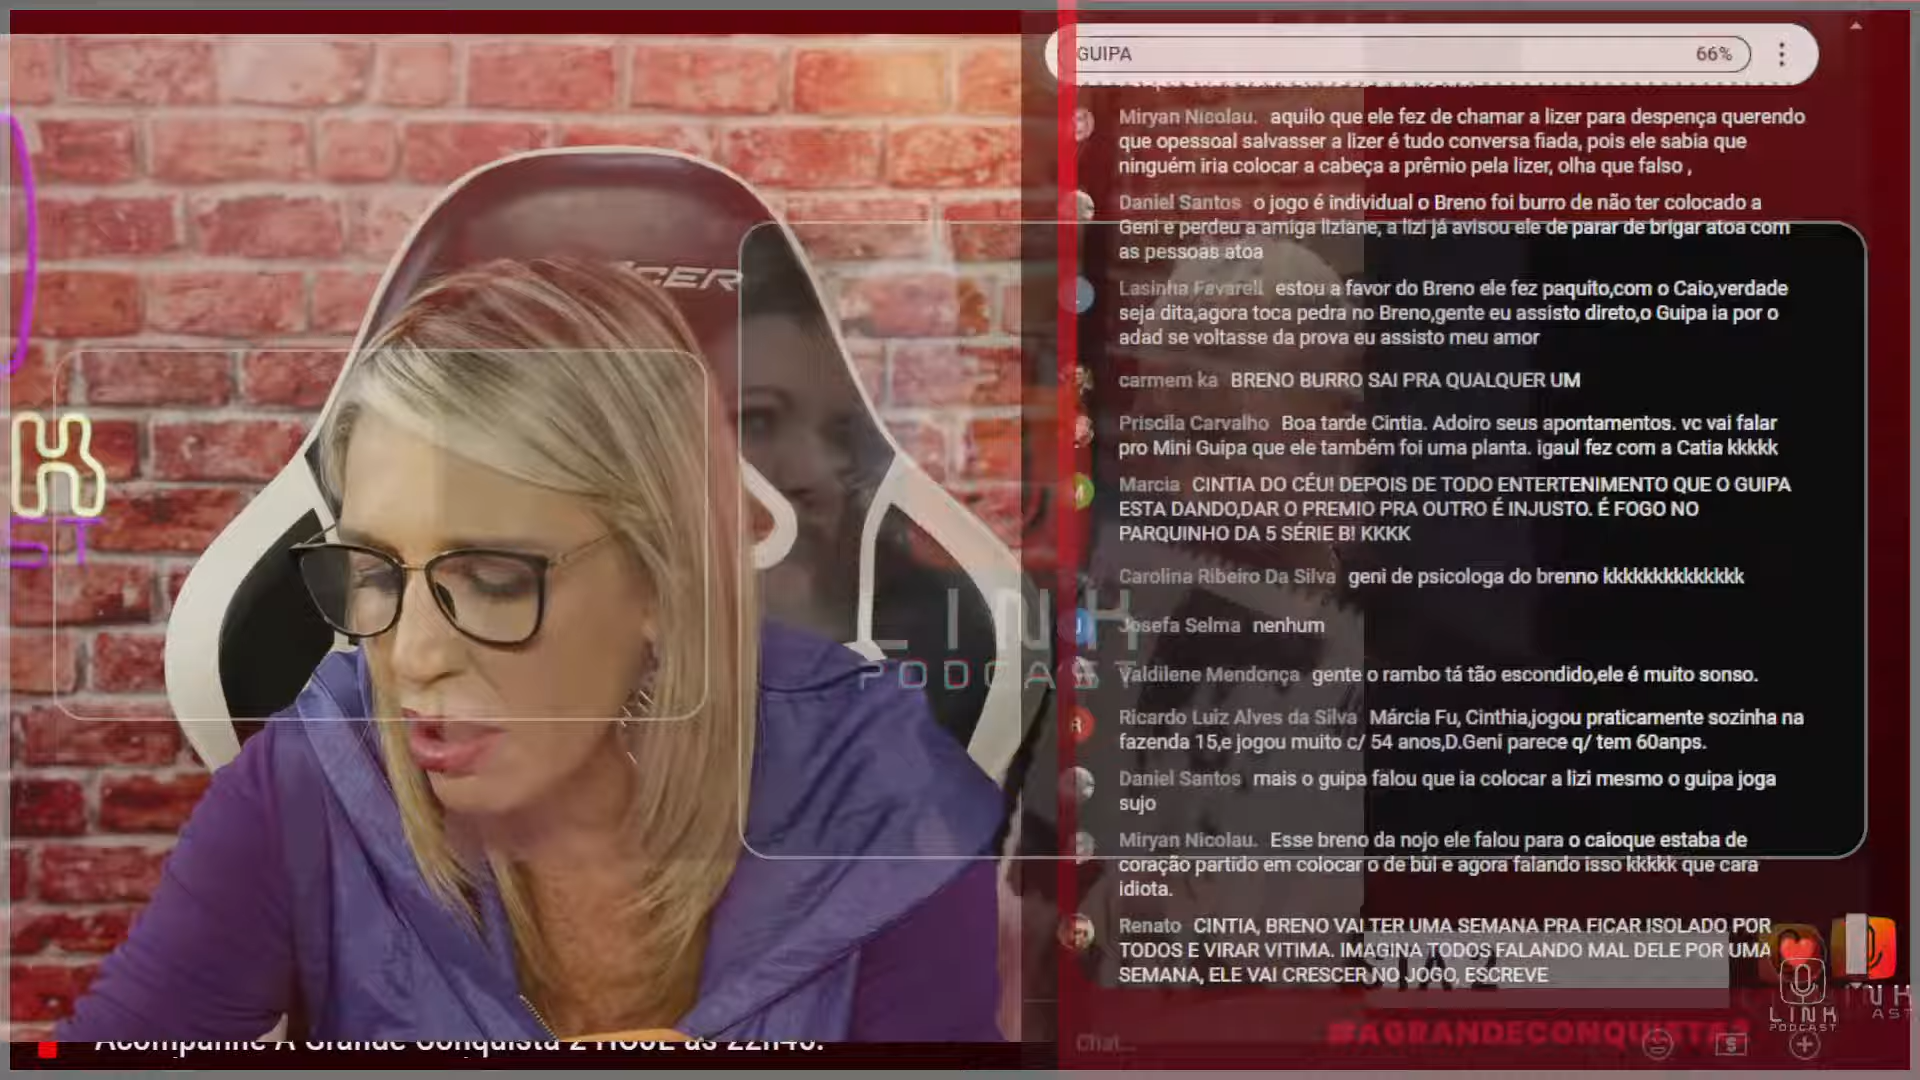 GUIPA 66%
Miryan Nicolau. aquilo que ele fez de chamar a lizer para despença querendo
que opessoal salvasser a lizer é tudo conversa fiada, pois ele sabia que
ninguém iria colocar a cabeça a prêmio pela lizer, olha que falso ,
Daniel Santos o jogo é individual o Breno foi burro de não ter colocado a
Geni e perdeu a amiga liziane, a lizi já avisou ele de parar de brigar atoa com
as pessoas atoa
Lasinha Favarell estou a favor do Breno ele fez paquito,com o Caio,verdade
seja dita,agora toca pedra no Breno,gente eu assisto direto,o Guipa ia por o
adad se voltasse da prova eu assisto meu amor
carmem ka BRENO BURRO SAI PRA QUALQUER UM
Priscila Carvalho Boa tarde Cintia. Adoiro seus apontamentos. vc vai falar
pro Mini Guipa que ele também foi uma planta. igaul fez com a Catia kkkkk
Marcia CINTIA DO CÉU! DEPOIS DE TODO ENTERTENIMENTO QUE O GUIPA
ESTA DANDO,DAR O PREMIO PRA OUTRO É INJUSTO. É FOGO NO
PARQUINHO DA 5 SÉRIE B! KKKK
Carolina Ribeiro Da Silva geni de psicologa do brenno kkkkkkkkkkkkkk
Josefa Selma nenhum
Valdilene Mendonça gente o rambo tá tão escondido,ele é muito sonso.
Ricardo Luiz Alves da Silva Márcia Fu, Cinthia,jogou praticamente sozinha na
fazenda 15,e jogou muito c/ 54 anos,D.Geni parece q/ tem 60anps.
Daniel Santos mais o guipa falou que ia colocar a lizi mesmo o guipa joga
sujo
Miryan Nicolau. Esse breno da nojo ele falou para o caioque estaba de
coração partido em colocar o de bùl e agora falando isso kkkkk que cara
idiota.
Renato CINTIA, BRENO VAI TER UMA SEMANA PRA FICAR ISOLADO POR
TODOS E VIRAR VITIMA. IMAGINA TODOS FALANDO MAL DELE POR UMA
SEMANA, ELE VAI CRESCER NO JOGO, ESCREVE
Chat...
LINK
PODCAST
LINK
PODCAST
Acompanhe A Grande Conquista 2 HOJE às 22h45.